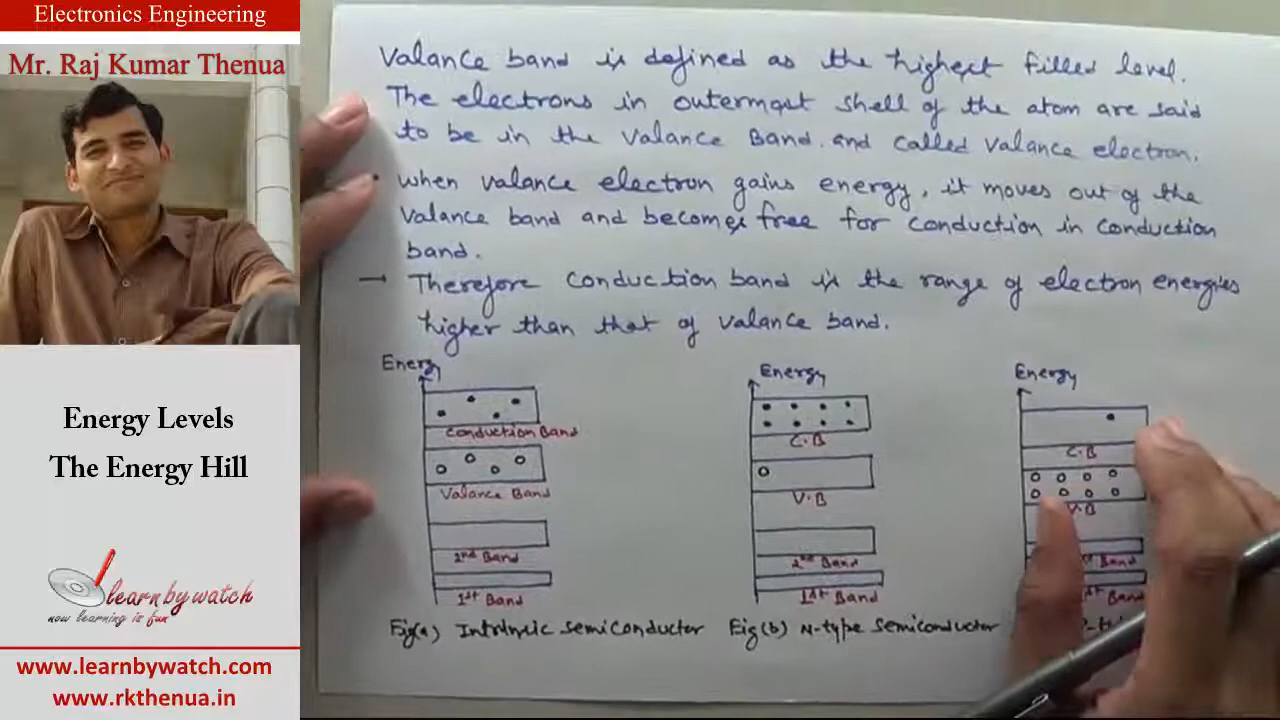 Electronics Engineering
Mr. Raj Kumar Thenua
Energy Levels
The Energy Hill
learnbywatch
now learning is fun
www.learnbywatch.com
www.rkthenua.in
Valance band is defined as the highest filled level.
The electrons in outermost shell of the atom are said
to be in the Valance Band. and called Valance electron.
• when valance electron gains energy, it moves out of the
Valance band and becomes free for conduction in conduction
band.
→ Therefore Conduction band is the range of electron energies
higher than that of Valance band.
Energy
Conduction Band
Valance Band
2nd Band
1st Band
Fig(a) Intrinsic Semiconductor
Energy
C.B
V.B
2nd Band
1st Band
Fig(b) N-type Semiconductor
Energy
C.B
V.B
Band
Band